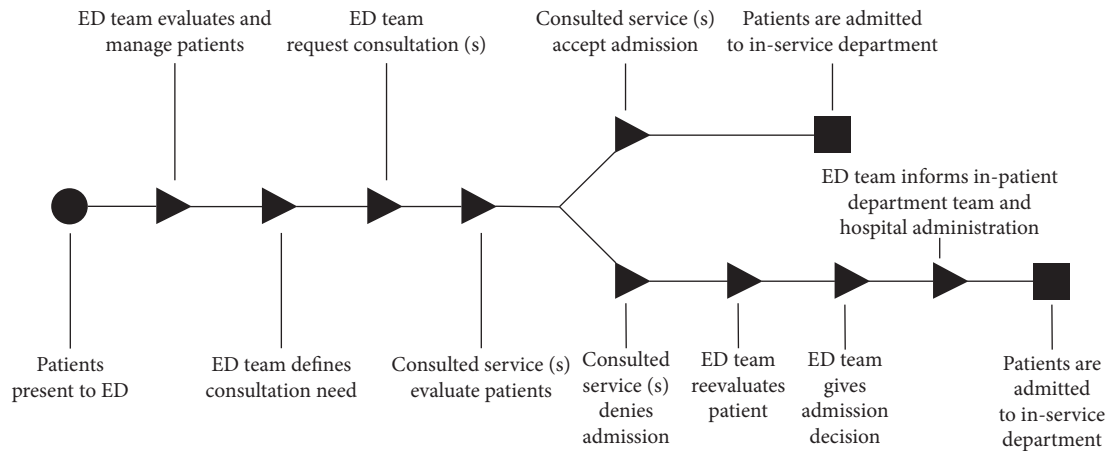 ED team evaluates and
manage patients
ED team
request consultation (s)
Consulted service (s)
accept admission
Patients are admitted
to in-service department
ED team informs in-patient
department team and
hospital administration
Patients
present to ED
ED team defines
consultation need
Consulted service (s)
evaluate patients
Consulted
service (s)
denies
admission
ED team
reevaluates
patient
ED team
gives
admission
decision
Patients are
admitted
to in-service
department